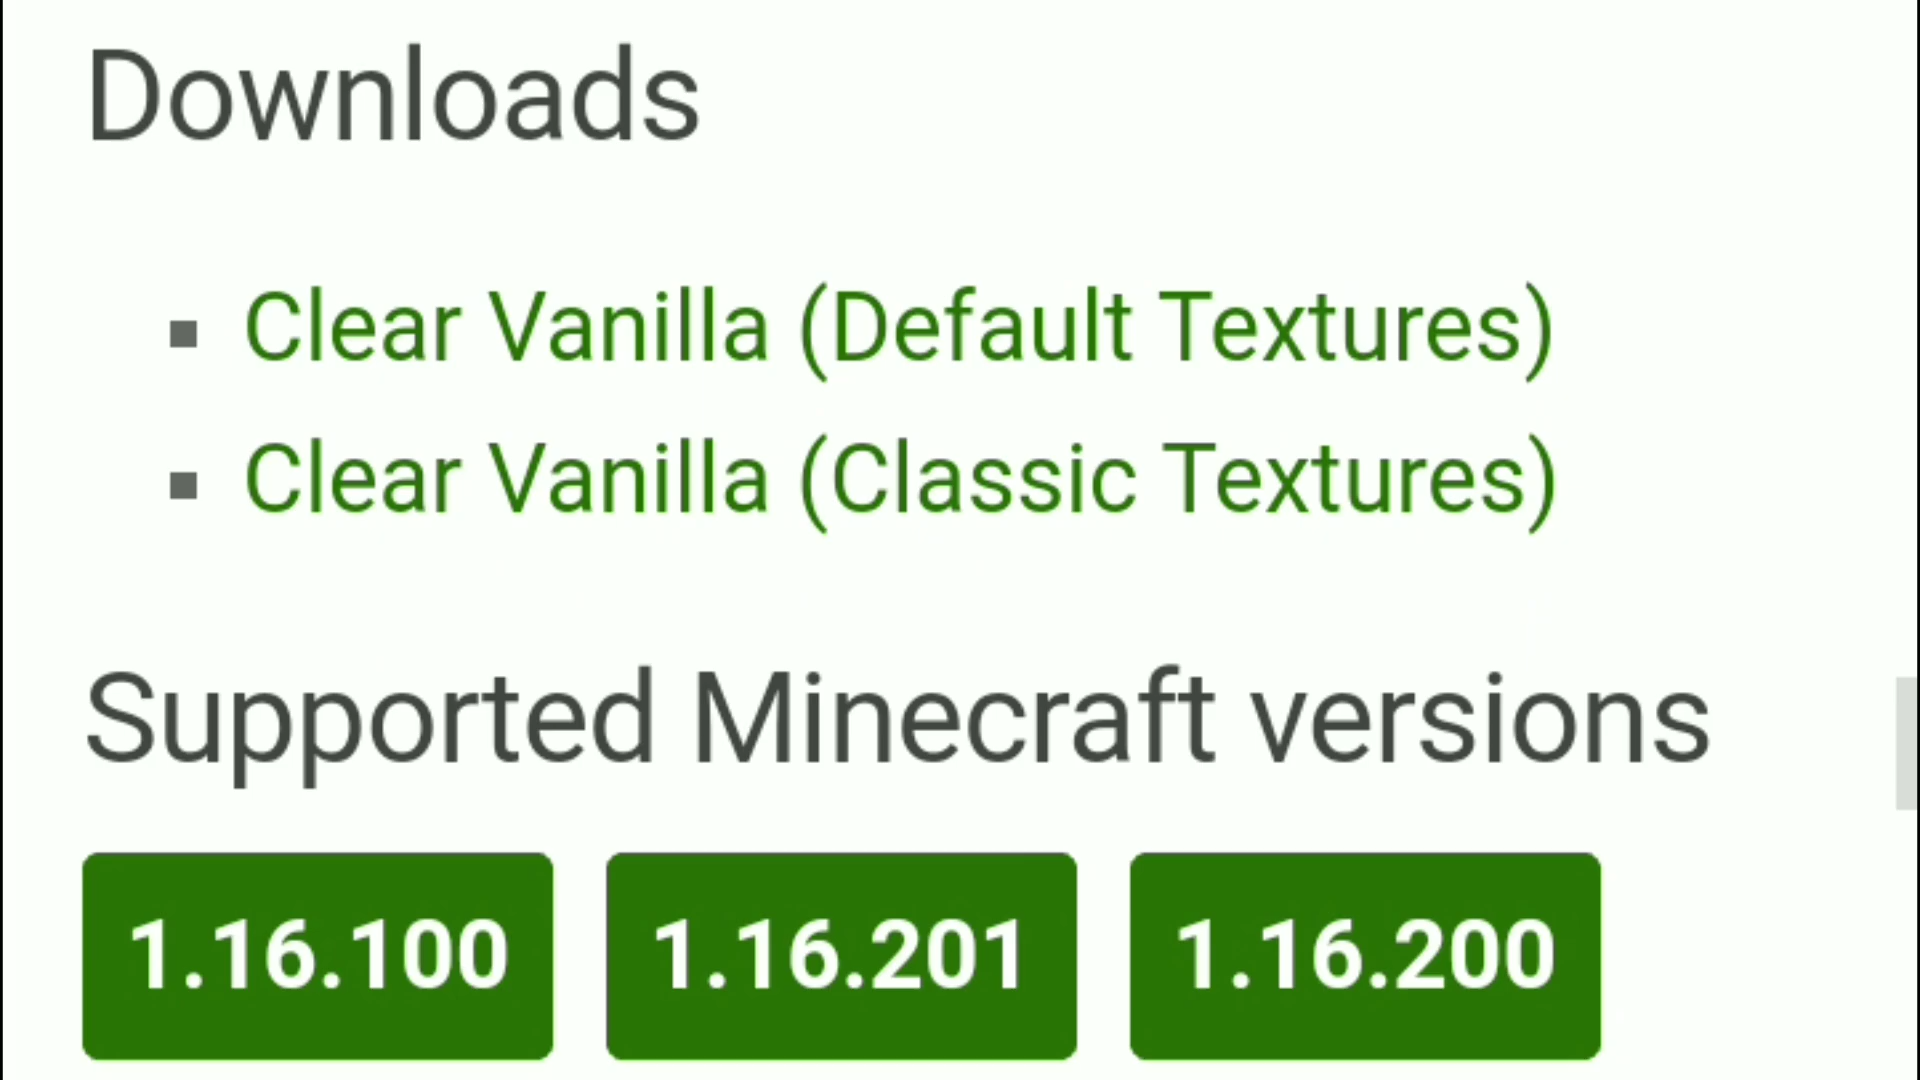 Downloads
Clear Vanilla (Default Textures)
Clear Vanilla (Classic Textures)
Supported Minecraft versions
1.16.100 1.16.201 1.16.200